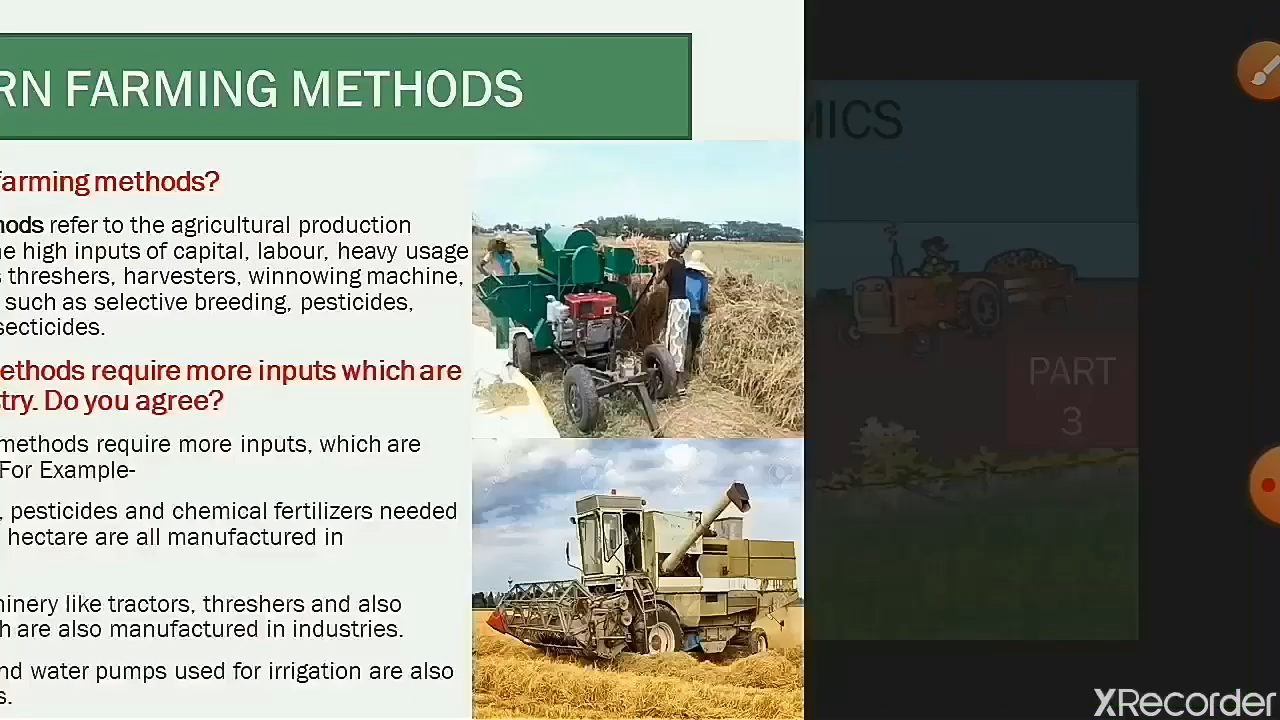 RN FARMING METHODS
farming methods?
hods refer to the agricultural production
he high inputs of capital, labour, heavy usage
s threshers, harvesters, winnowing machine,
such as selective breeding, pesticides,
secticides.
ethods require more inputs which are
try. Do you agree?
methods require more inputs, which are
For Example-
, pesticides and chemical fertilizers needed
hectare are all manufactured in
hinery like tractors, threshers and also
h are also manufactured in industries.
nd water pumps used for irrigation are also
s.
MICS
PART
3
XRecorder